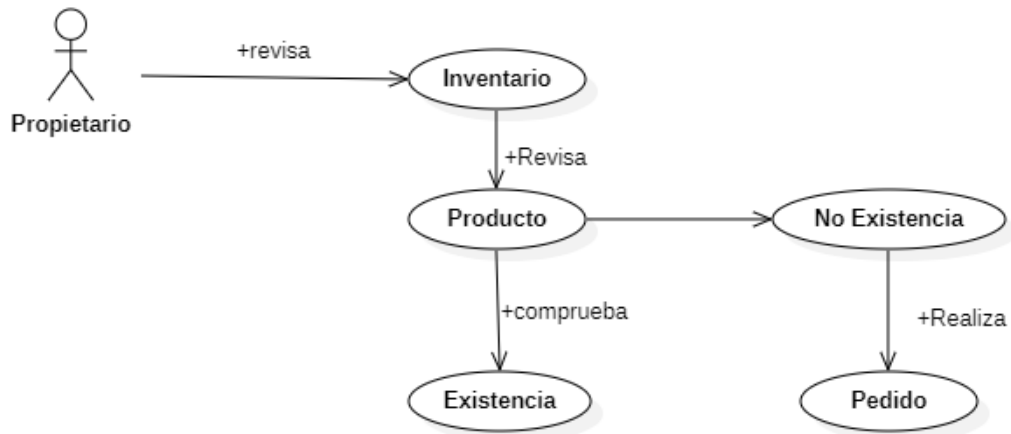 +revisa
Inventario
Propietario
+Revisa
Producto
No Existencia
+comprueba
+Realiza
Existencia
Pedido